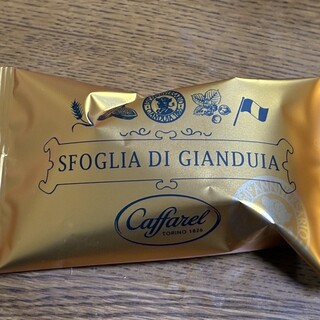 SFOGLIA DI GIANDUIA
Caffarel
TORINO 1826